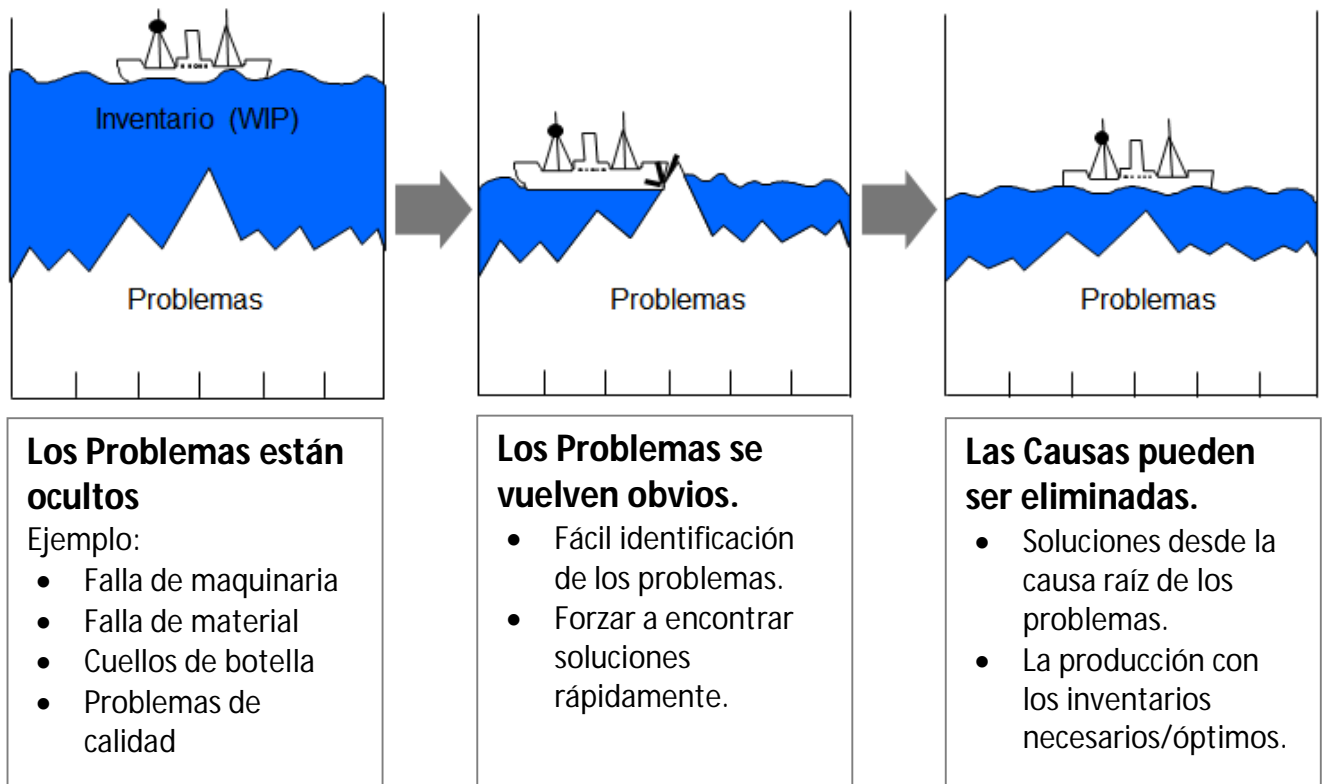 Inventario (WIP)
Problemas
Problemas
Problemas
Los Problemas están
ocultos
Ejemplo:
• Falla de maquinaria
• Falla de material
• Cuellos de botella
• Problemas de
calidad
Los Problemas se
vuelven obvios.
• Fácil identificación
de los problemas.
• Forzar a encontrar
soluciones
rápidamente.
Las Causas pueden
ser eliminadas.
• Soluciones desde la
causa raíz de los
problemas.
• La producción con
los inventarios
necesarios/óptimos.